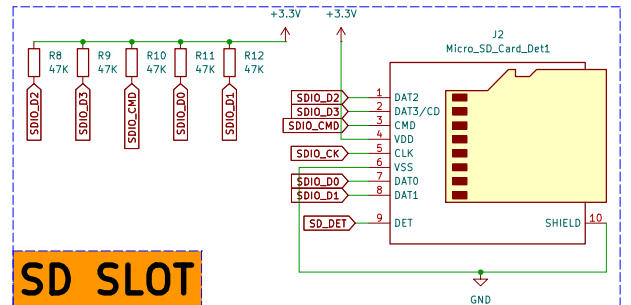 +3.3V
+3.3V
R8
47K
R9
47K
R10
47K
R11
47K
R12
47K
SDIO_D2
SDIO_D3
SDIO_CMD
SDIO_D0
SDIO_D1
J2
Micro_SD_Card_Det1
SDIO_D2 1 DAT2
SDIO_D3 2 DAT3/CD
SDIO_CMD 3 CMD
4 VDD
SDIO_CK 5 CLK
6 VSS
SDIO_D0 7 DAT0
SDIO_D1 8 DAT1
SD_DET 9 DET
SHIELD 10
GND
SD SLOT